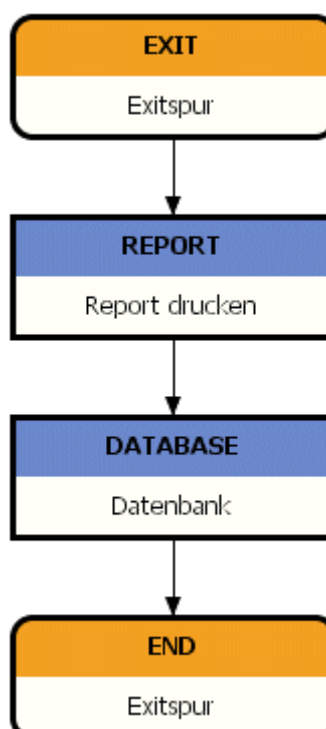 EXIT
Exitspur
REPORT
Report drucken
DATABASE
Datenbank
END
Exitspur